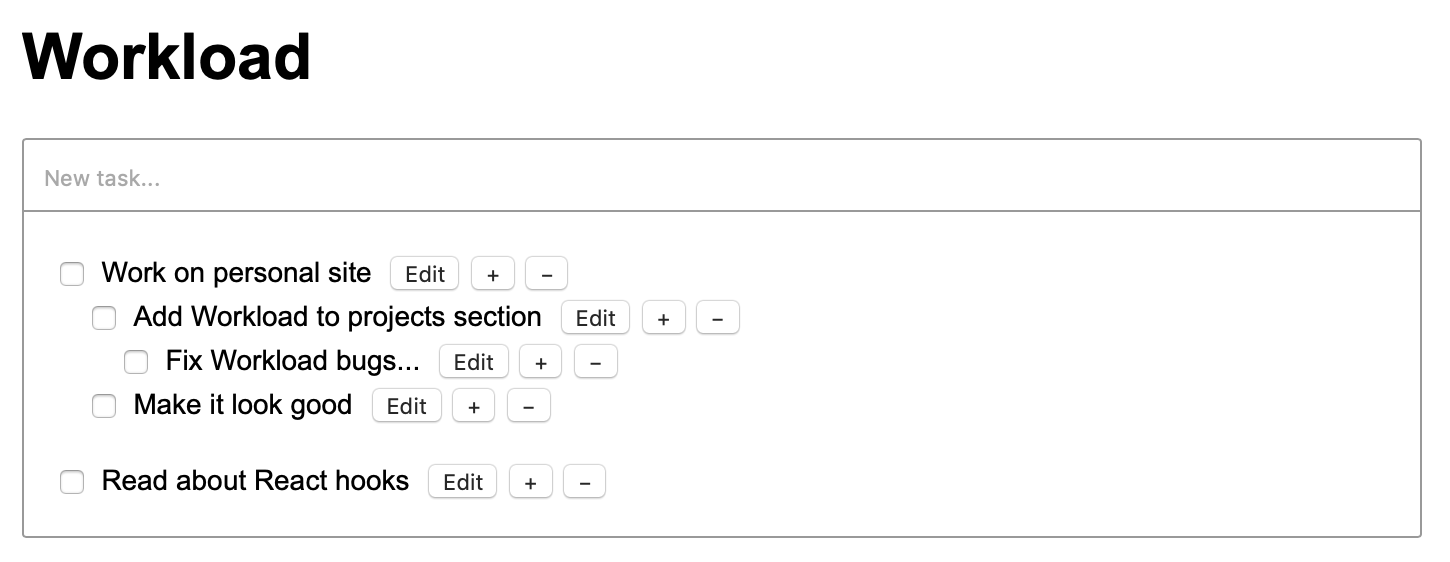 Workload
New task...
Work on personal site Edit + –
Add Workload to projects section Edit + –
Fix Workload bugs... Edit + –
Make it look good Edit + –
Read about React hooks Edit + –